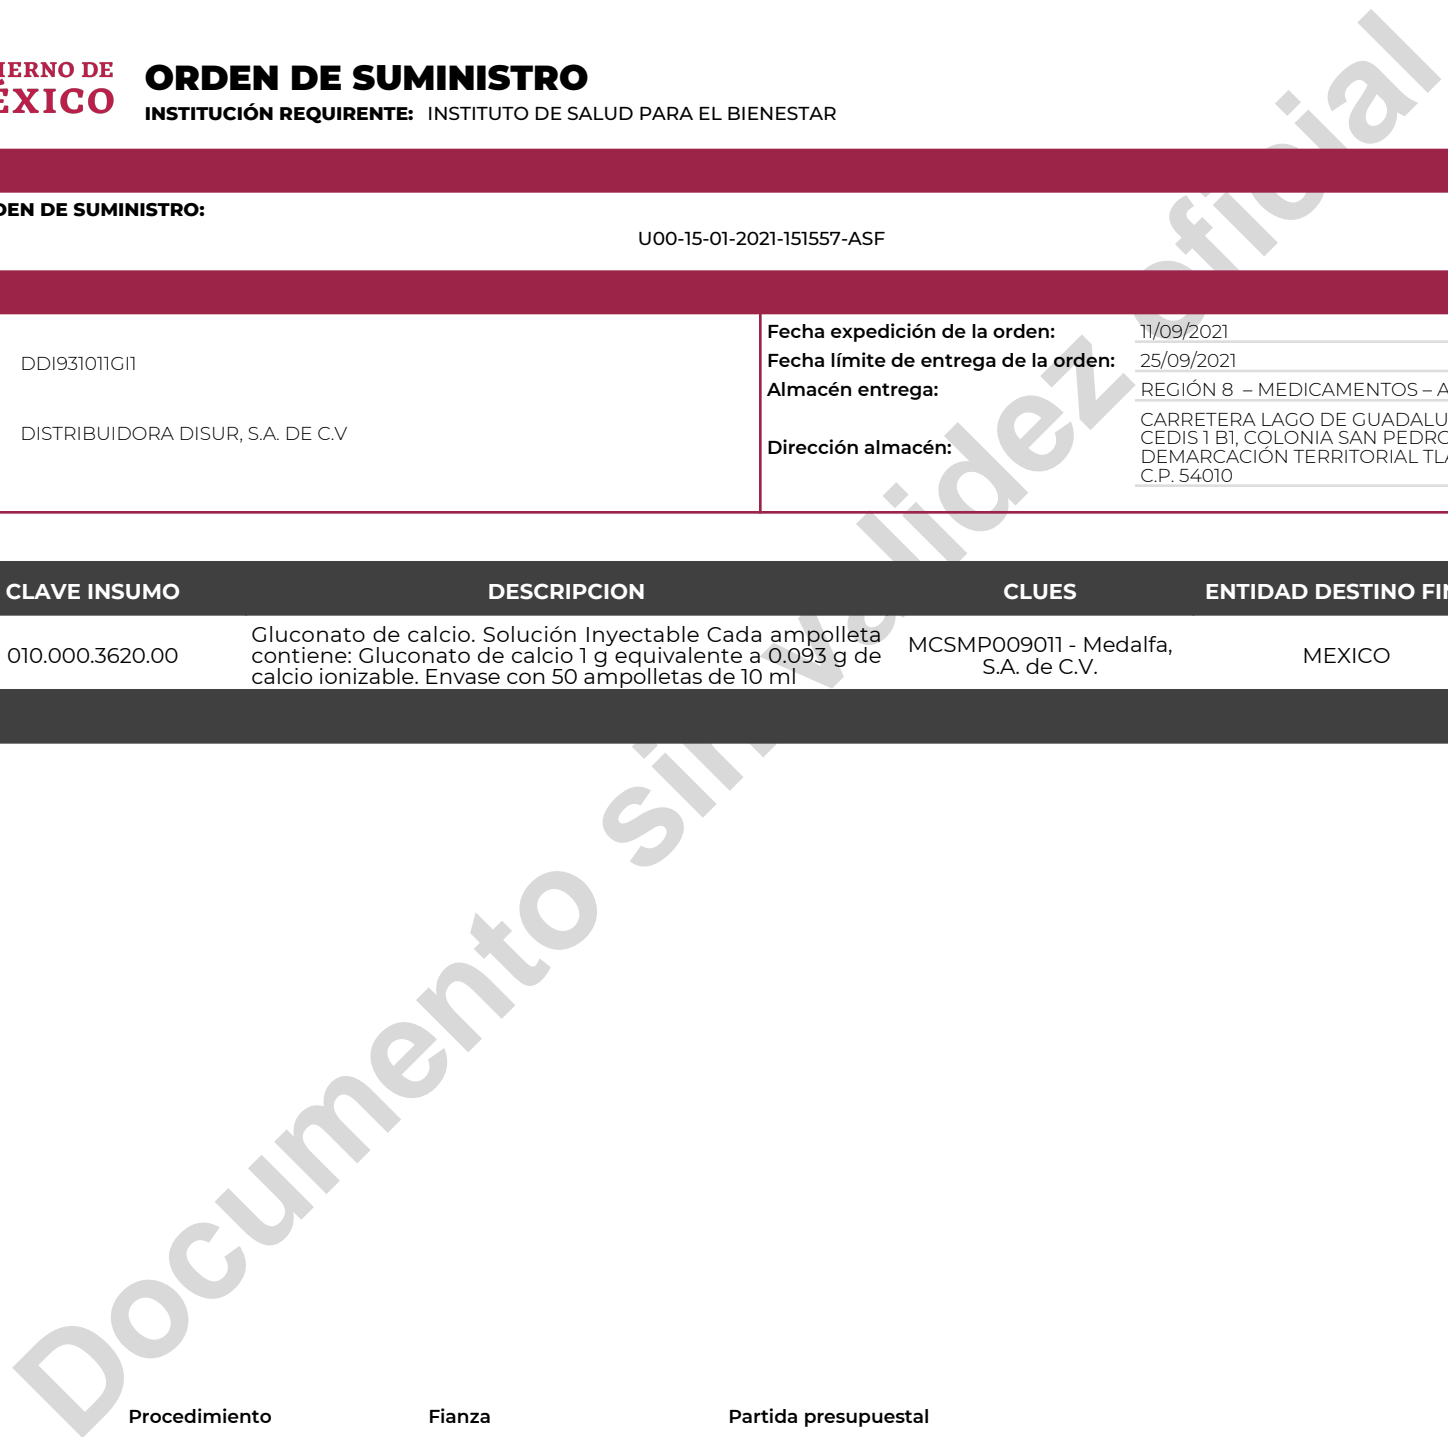 IERNO DE
ÉXICO
ORDEN DE SUMINISTRO
INSTITUCIÓN REQUIRENTE: INSTITUTO DE SALUD PARA EL BIENESTAR
DEN DE SUMINISTRO:
U00-15-01-2021-151557-ASF
DDI931011GI1
DISTRIBUIDORA DISUR, S.A. DE C.V
Fecha expedición de la orden: 11/09/2021
Fecha límite de entrega de la orden: 25/09/2021
Almacén entrega: REGIÓN 8 – MEDICAMENTOS – A
Dirección almacén: CARRETERA LAGO DE GUADALU
CEDIS 1 B1, COLONIA SAN PEDRO
DEMARCACIÓN TERRITORIAL TLA
C.P. 54010
CLAVE INSUMO DESCRIPCION CLUES ENTIDAD DESTINO FIN
010.000.3620.00
Gluconato de calcio. Solución Inyectable Cada ampolleta
contiene: Gluconato de calcio 1 g equivalente a 0.093 g de
calcio ionizable. Envase con 50 ampolletas de 10 ml
MCSMP009011 - Medalfa,
S.A. de C.V.
MEXICO
Documento sin validez oficial
Procedimiento Fianza Partida presupuestal